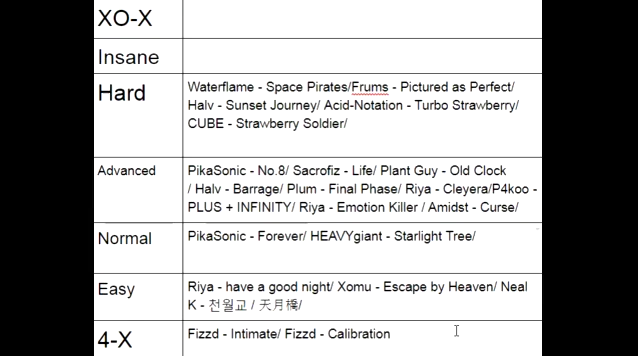 XO-X
Insane
Hard
Waterflame - Space Pirates/Frums - Pictured as Perfect/
Halv - Sunset Journey/ Acid-Notation - Turbo Strawberry/
CUBE - Strawberry Soldier/
Advanced
PikaSonic - No.8/ Sacrofiz - Life/ Plant Guy - Old Clock
/ Halv - Barrage/ Plum - Final Phase/ Riya - Cleyera/P4koo -
PLUS + INFINITY/ Riya - Emotion Killer / Amidst - Curse/
Normal
PikaSonic - Forever/ HEAVYgiant - Starlight Tree/
Easy
Riya - have a good night/ Xomu - Escape by Heaven/ Neal
K - 천월교 / 天月橋/
4-X
Fizzd - Intimate/ Fizzd - Calibration